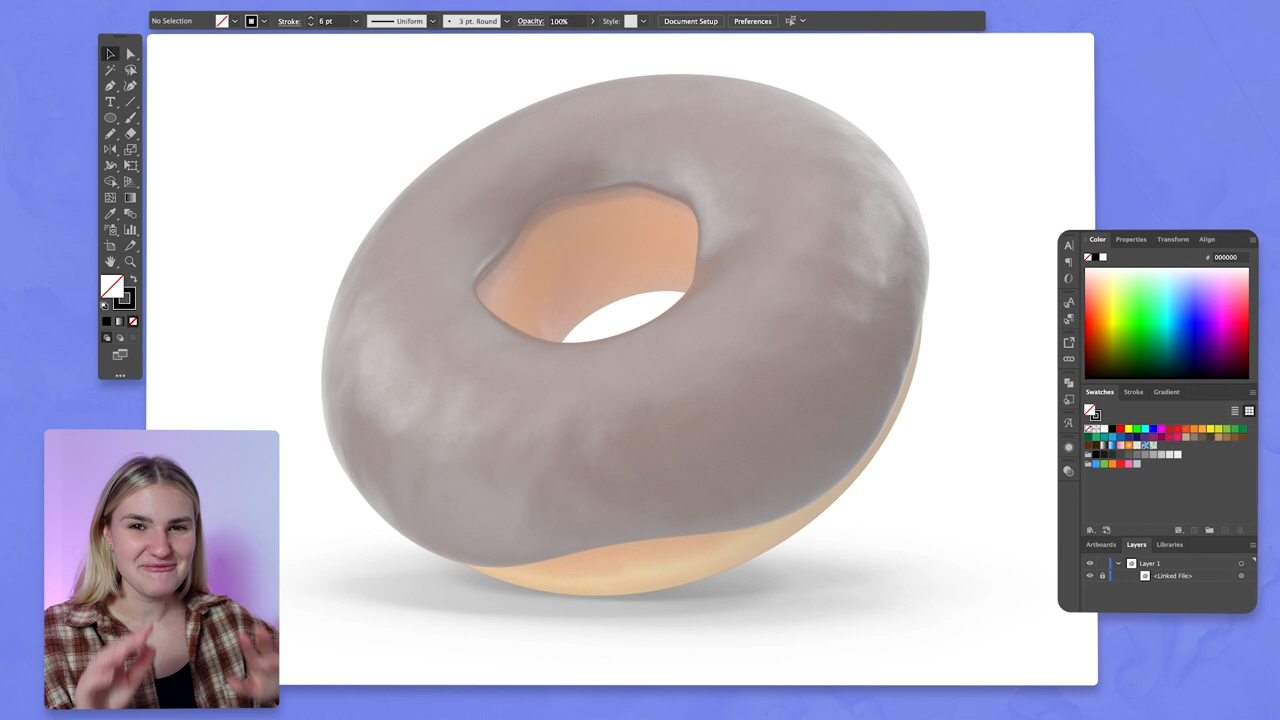 No Selection Stroke: 6 pt Uniform 3 pt. Round Opacity: 100% Style: Document Setup Preferences
Color Properties Transform Align
# 000000
Swatches Stroke Gradient
Artboards Layers Libraries
Layer 1
<Linked File>